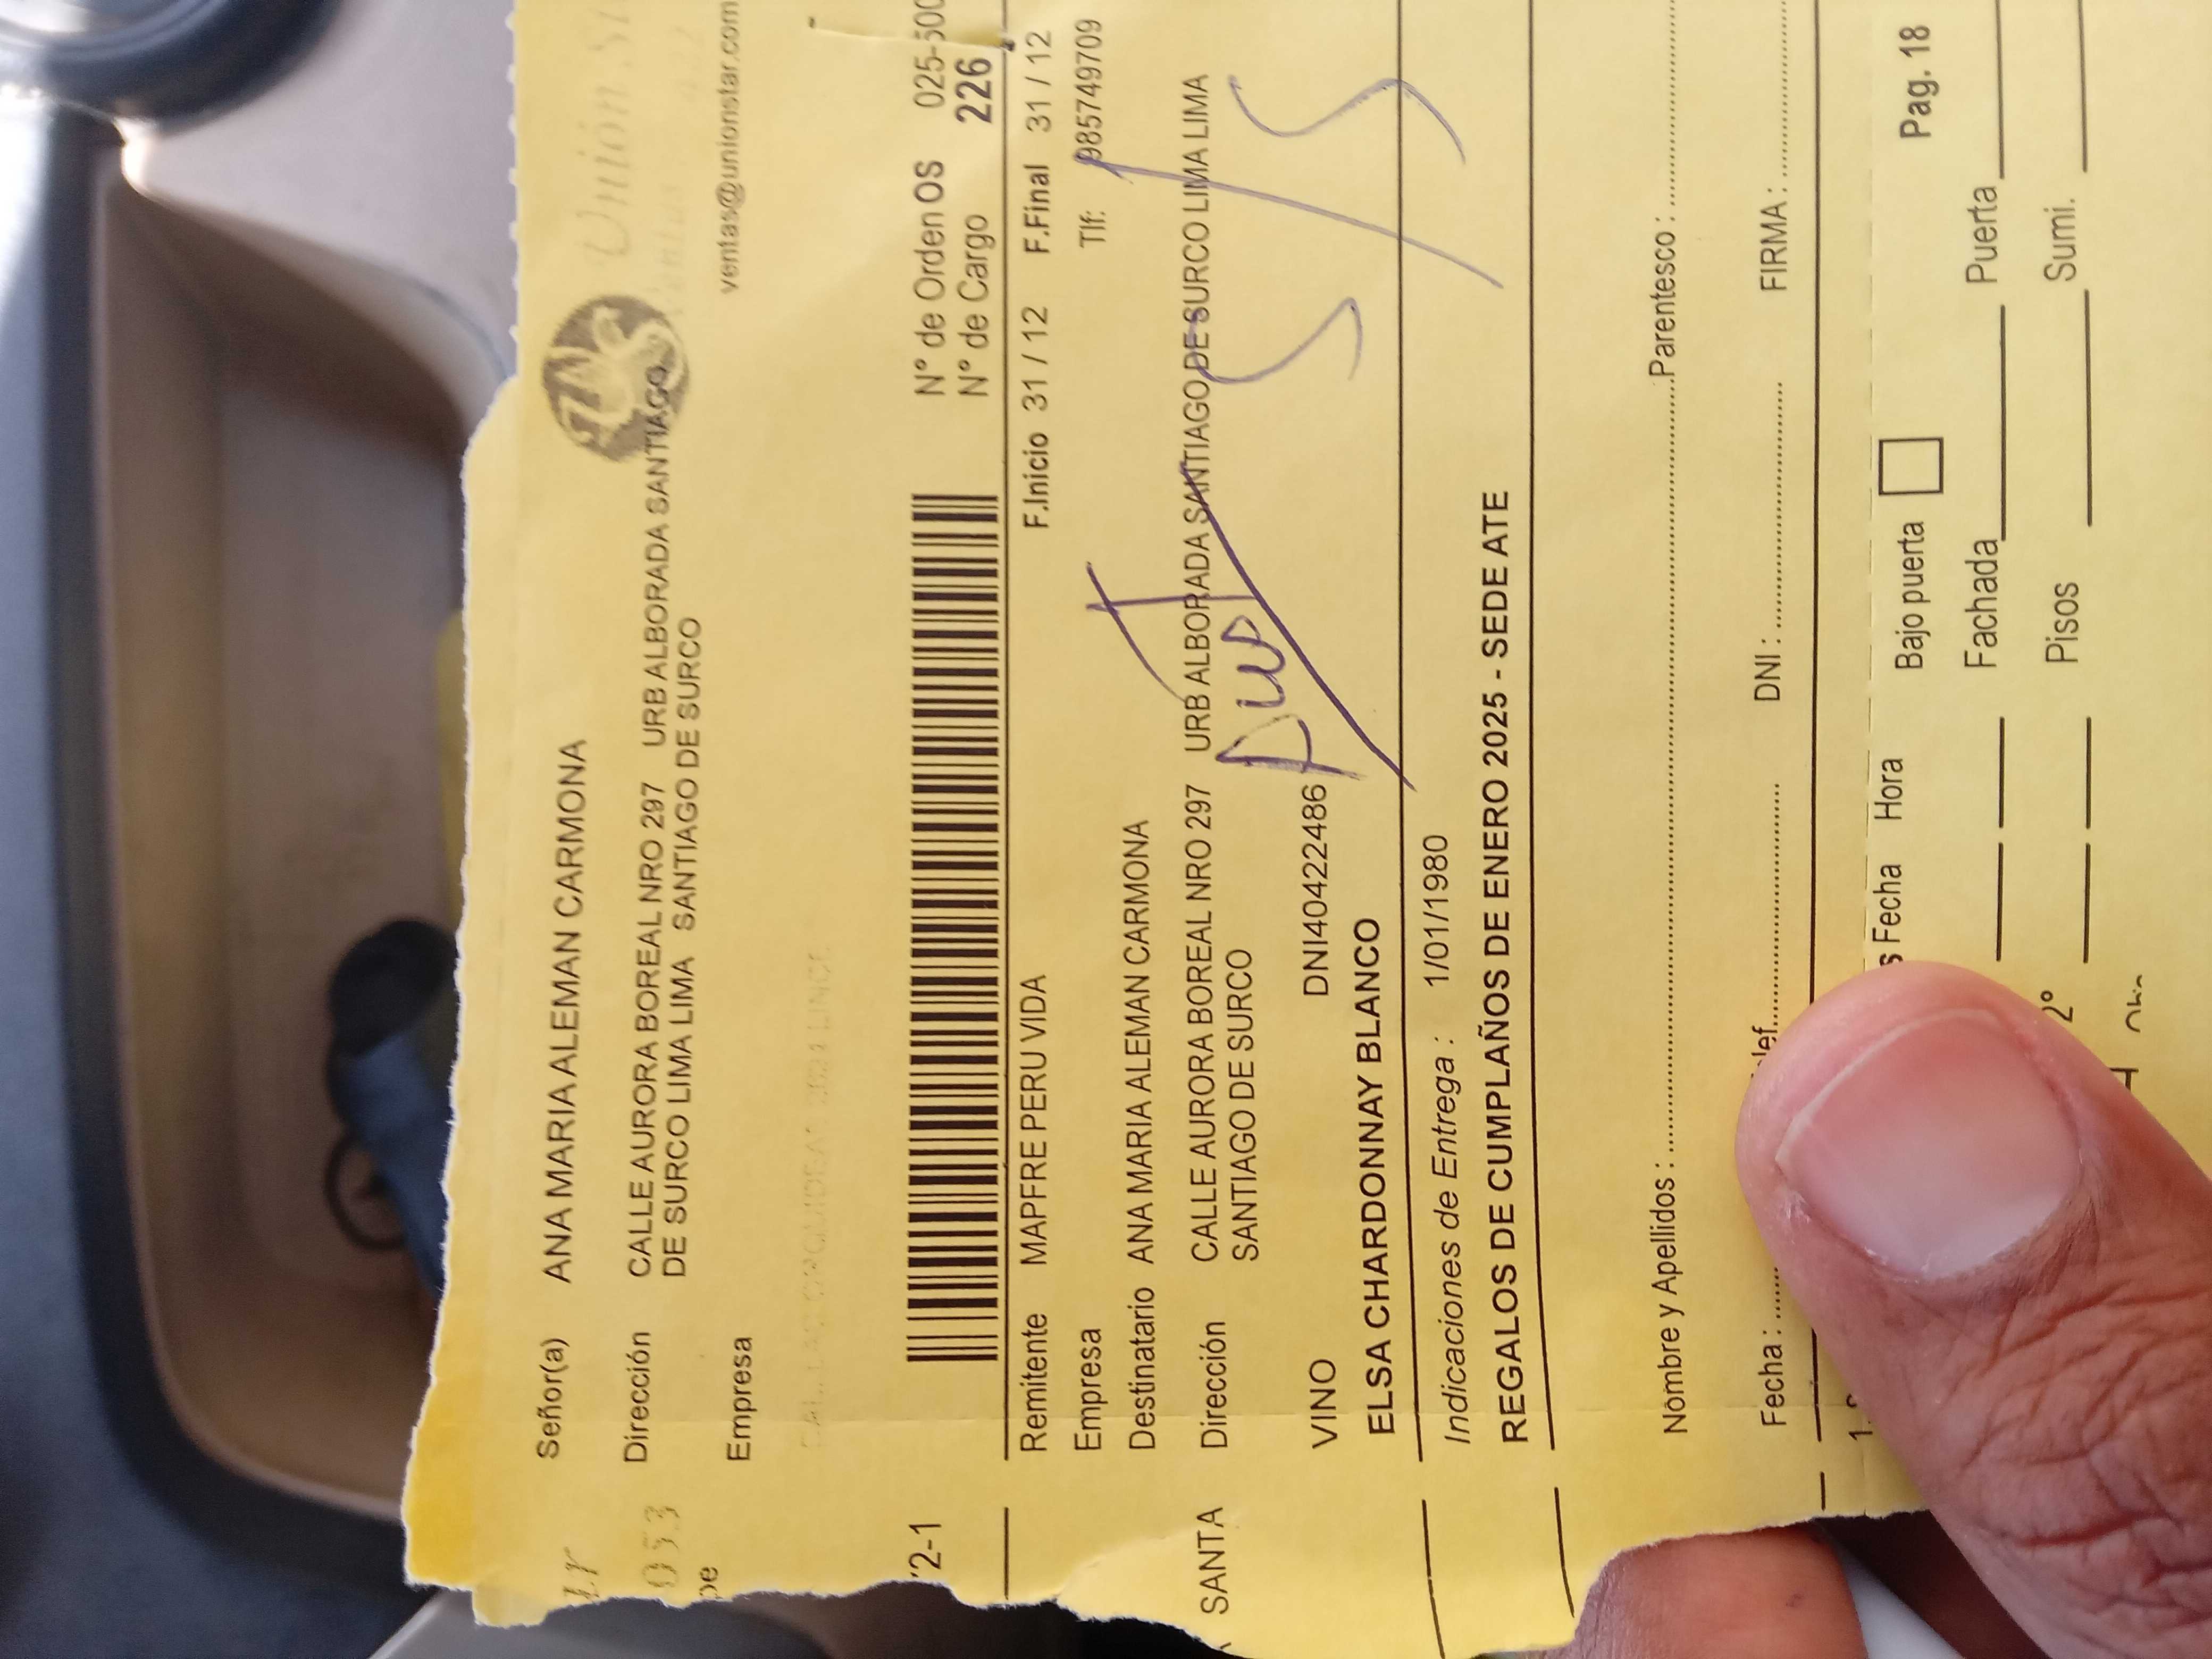 Unión St
ventas@unionstar.com
Señor(a) ANA MARIA ALEMAN CARMONA
Dirección CALLE AURORA BOREAL NRO 297 URB ALBORADA SANTIAGO
DE SURCO LIMA LIMA SANTIAGO DE SURCO
Empresa
2-1
Nº de Orden OS 025-500
Nº de Cargo 226
Remitente MAPFRE PERU VIDA F.Inicio 31 / 12 F.Final 31 / 12
Empresa Tlf: 985749709
Destinatario ANA MARIA ALEMAN CARMONA
SANTA
Dirección CALLE AURORA BOREAL NRO 297 URB ALBORADA SANTIAGO DE SURCO LIMA LIMA
SANTIAGO DE SURCO
VINO DNI40422486
ELSA CHARDONNAY BLANCO
Indicaciones de Entrega : 1/01/1980
REGALOS DE CUMPLAÑOS DE ENERO 2025 - SEDE ATE
Nombre y Apellidos : Parentesco :
Fecha : DNI : FIRMA :
Fecha Hora Bajo puerta Pag. 18
Fachada Puerta
2º Pisos Sumi.